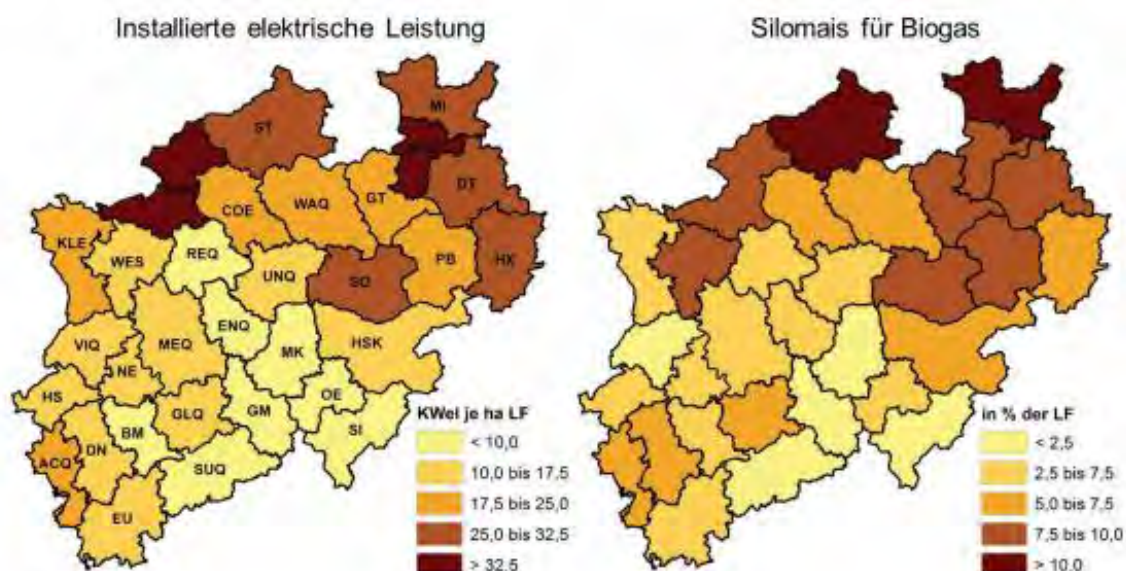 Installierte elektrische Leistung
Silomais für Biogas
MI
ST
DT
COE
WAQ
GT
KLE
WES
REQ
UNQ
SO
PB
HX
ENQ
VIQ
MEQ
MK
HSK
NE
HS
GLQ
GM
OE
BM
SI
ACQ
DN
SUQ
EU
KWel je ha LF
< 10,0
10,0 bis 17,5
17,5 bis 25,0
25,0 bis 32,5
> 32,5
in % der LF
< 2,5
2,5 bis 7,5
5,0 bis 7,5
7,5 bis 10,0
> 10,0